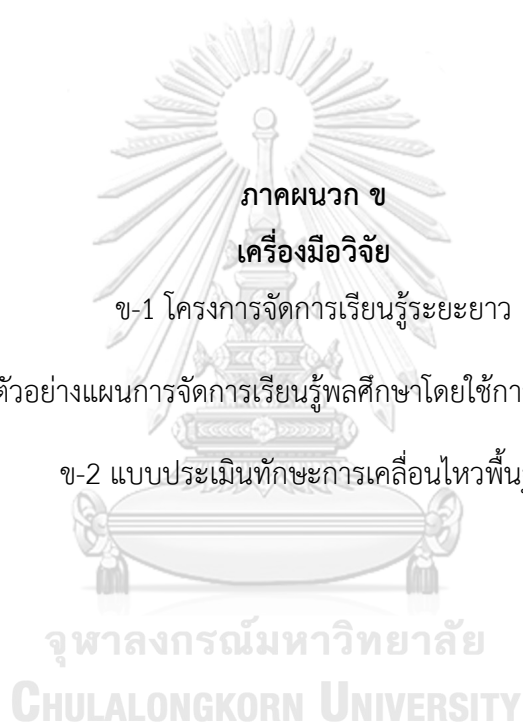 ภาคผนวก ข
เครื่องมือวิจัย
ข-1 โครงการจัดการเรียนรู้ระยะยาว
ตัวอย่างแผนการจัดการเรียนรู้พลศึกษาโดยใช้กา
ข-2 แบบประเมินทักษะการเคลื่อนไหวพื้น
จุฬาลงกรณ์มหาวิทยาลัย
CHULALONGKORN UNIVERSITY